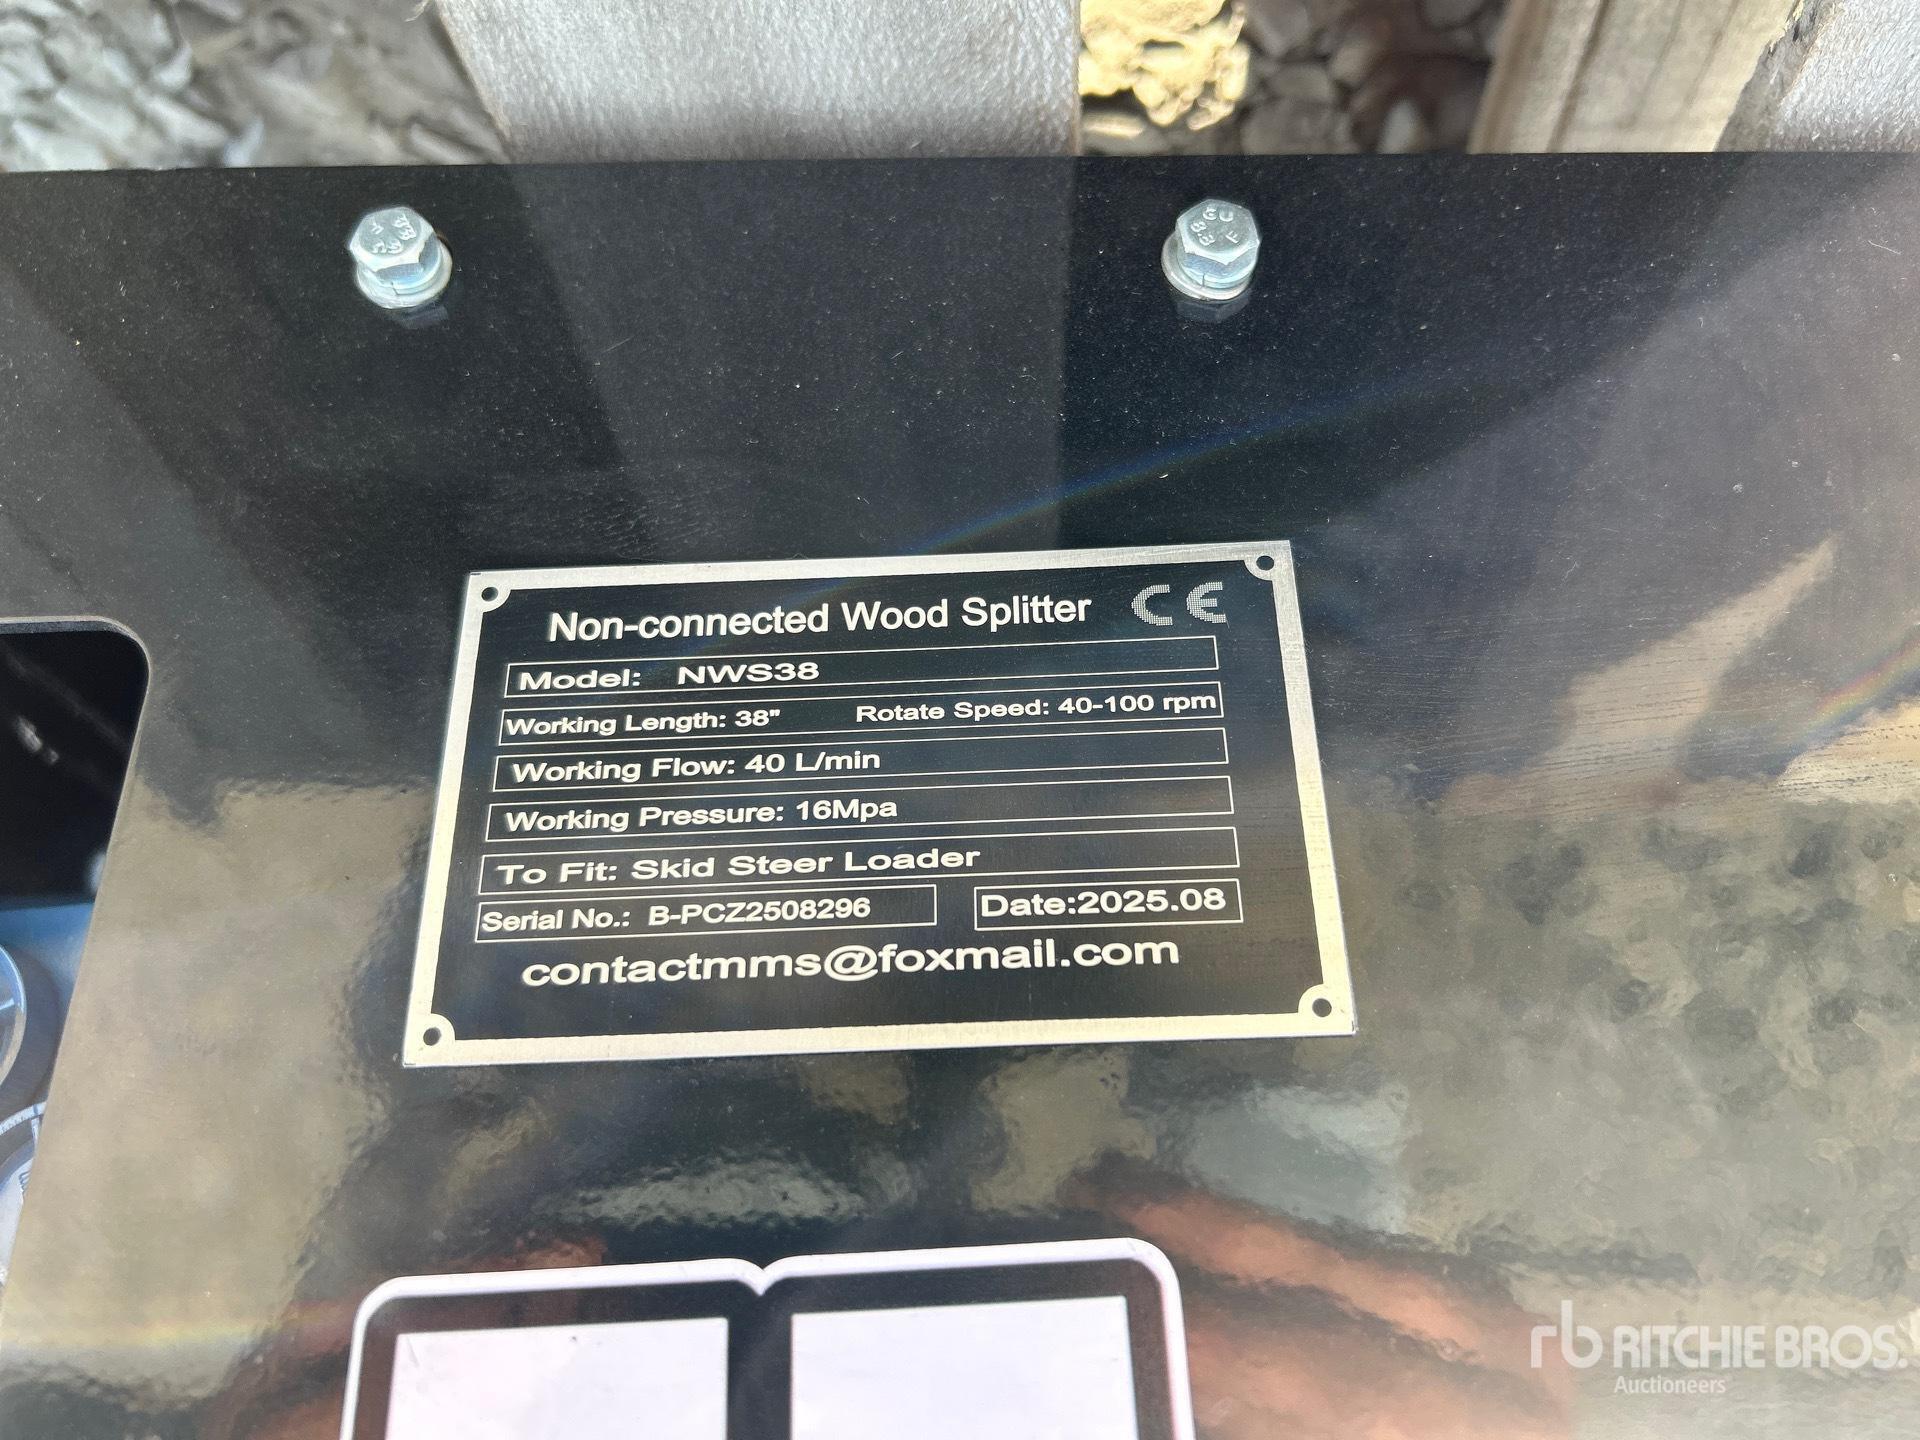 Non-connected Wood Splitter CE
Model: NWS38
Working Length: 38" Rotate Speed: 40-100 rpm
Working Flow: 40 L/min
Working Pressure: 16Mpa
To Fit: Skid Steer Loader
Serial No.: B-PCZ2508296 Date:2025.08
contactmms@foxmail.com
rb RITCHIE BROS.
Auctioneers